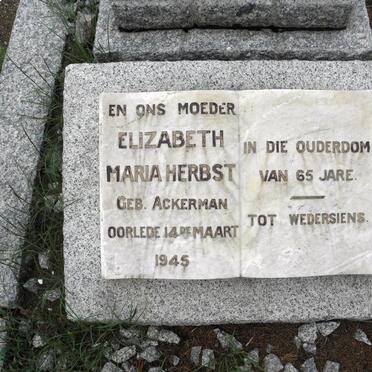 EN ONS MOEDER
ELIZABETH
MARIA HERBST
GEB. ACKERMAN
OORLEDE 14DE MAART
1945
IN DIE OUDERDOM
VAN 65 JARE.
TOT WEDERSIENS.